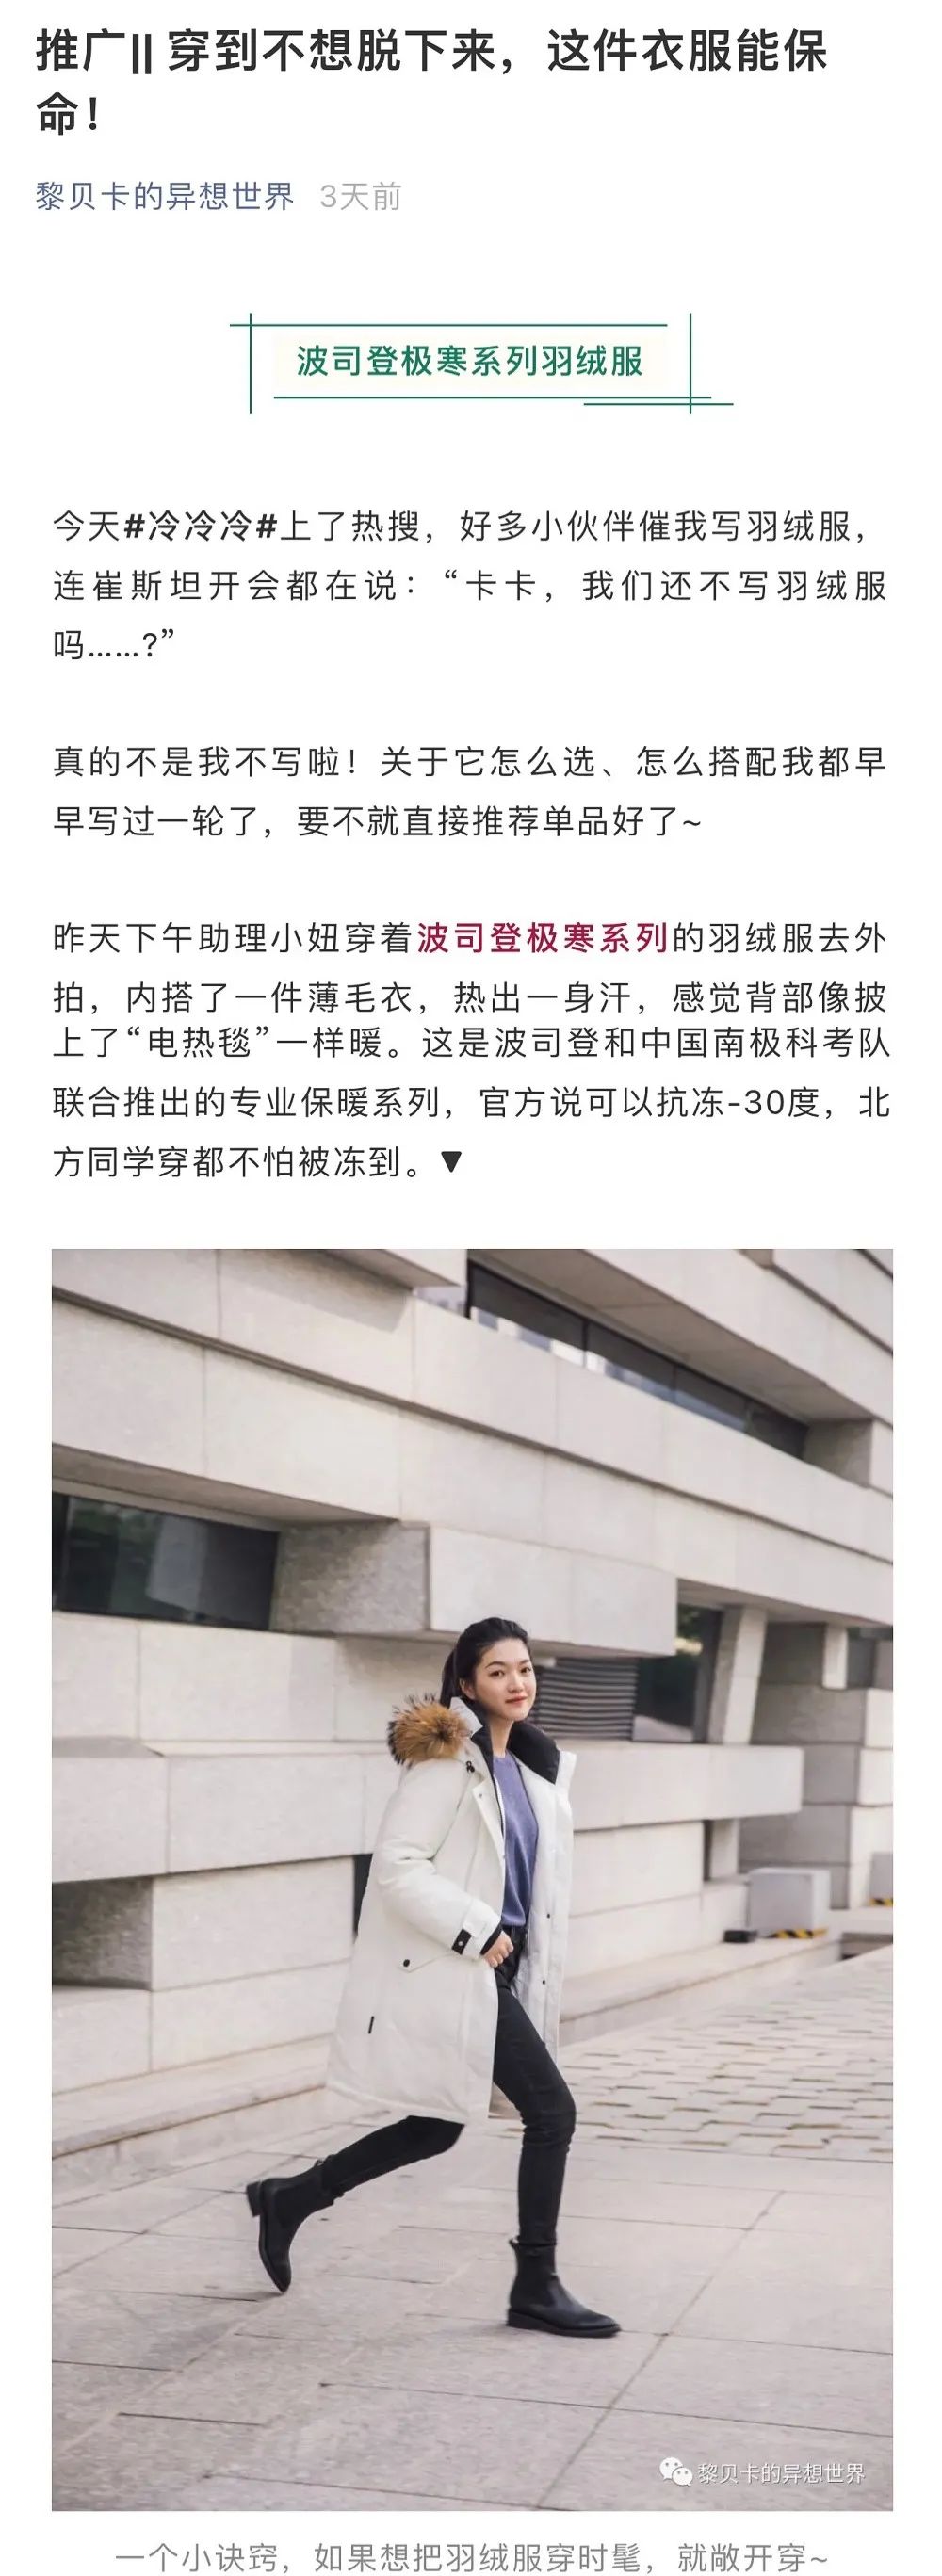 推广|| 穿到不想脱下来，这件衣服能保
命！
黎贝卡的异想世界 3天前
波司登极寒系列羽绒服
今天#冷冷冷#上了热搜，好多小伙伴催我写羽绒服，
连崔斯坦开会都在说：“卡卡，我们还不写羽绒服
吗……?”
真的不是我不写啦！关于它怎么选、怎么搭配我都早
早写过一轮了，要不就直接推荐单品好了~
昨天下午助理小妞穿着波司登极寒系列的羽绒服去外
拍，内搭了一件薄毛衣，热出一身汗，感觉背部像披
上了“电热毯”一样暖。这是波司登和中国南极科考队
联合推出的专业保暖系列，官方说可以抗冻-30度，北
方同学穿都不怕被冻到。▼
黎贝卡的异想世界
一个小诀窍，如果想把羽绒服穿时髦，就敞开穿~